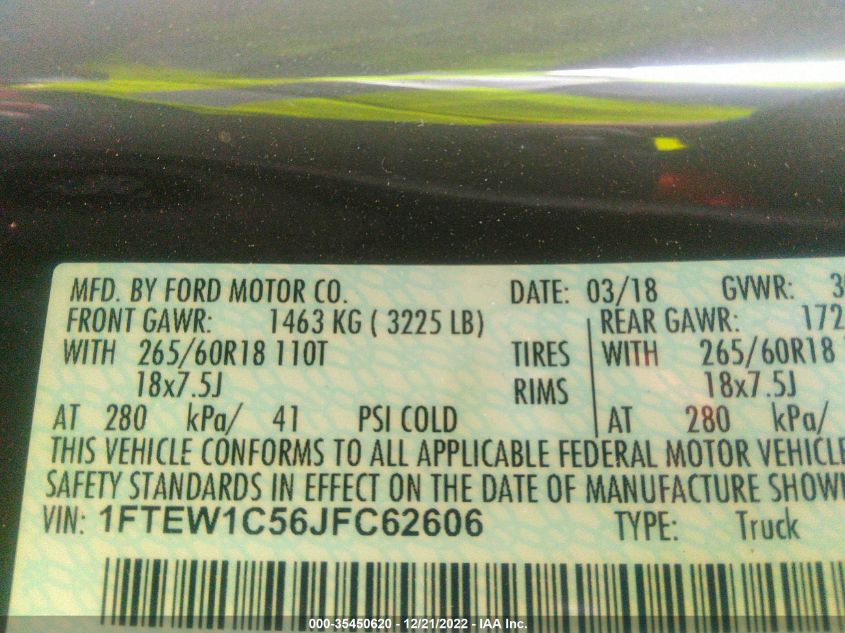 MFD. BY FORD MOTOR CO. DATE: 03/18 GVWR:
FRONT GAWR: 1463 KG ( 3225 LB) REAR GAWR: 172
WITH 265/60R18 110T TIRES WITH 265/60R18
18x7.5J RIMS 18x7.5J
AT 280 kPa/ 41 PSI COLD AT 280 kPa/
THIS VEHICLE CONFORMS TO ALL APPLICABLE FEDERAL MOTOR VEHICLE
SAFETY STANDARDS IN EFFECT ON THE DATE OF MANUFACTURE SHOWN
VIN: 1FTEW1C56JFC62606 TYPE: Truck
000-35450620 - 12/21/2022 - IAA Inc.